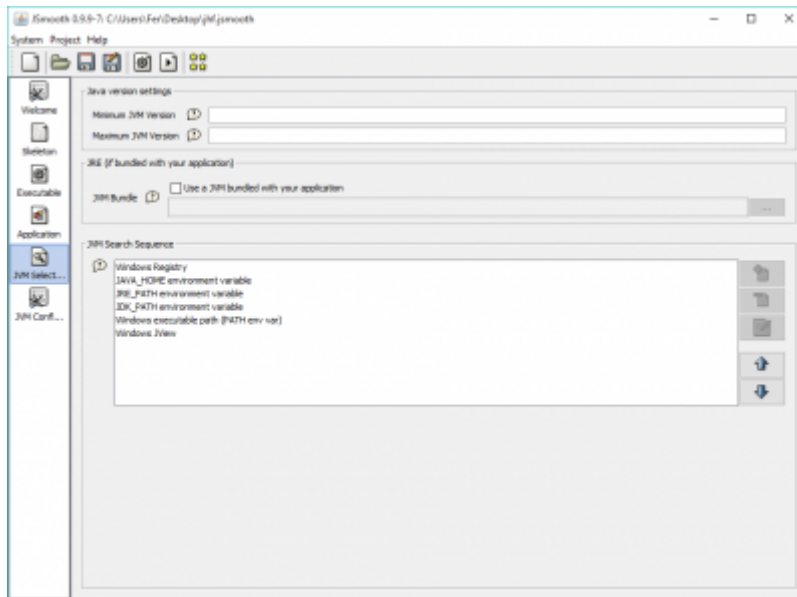 JSmooth 0.9.9-7: C:\Users\Fer\Desktop\jM.jsmooth
System Project Help
Welcome
Skeleton
Executable
Application
JVM Select...
JVM Confi...
Java version settings
Minimum JVM Version
Maximum JVM Version
JRE (if bundled with your application)
JVM Bundle
Use a JVM bundled with your application
...
JVM Search Sequence
Windows Registry
JAVA_HOME environment variable
JRE_PATH environment variable
JDK_PATH environment variable
Windows executable path (PATH env var)
Windows JView